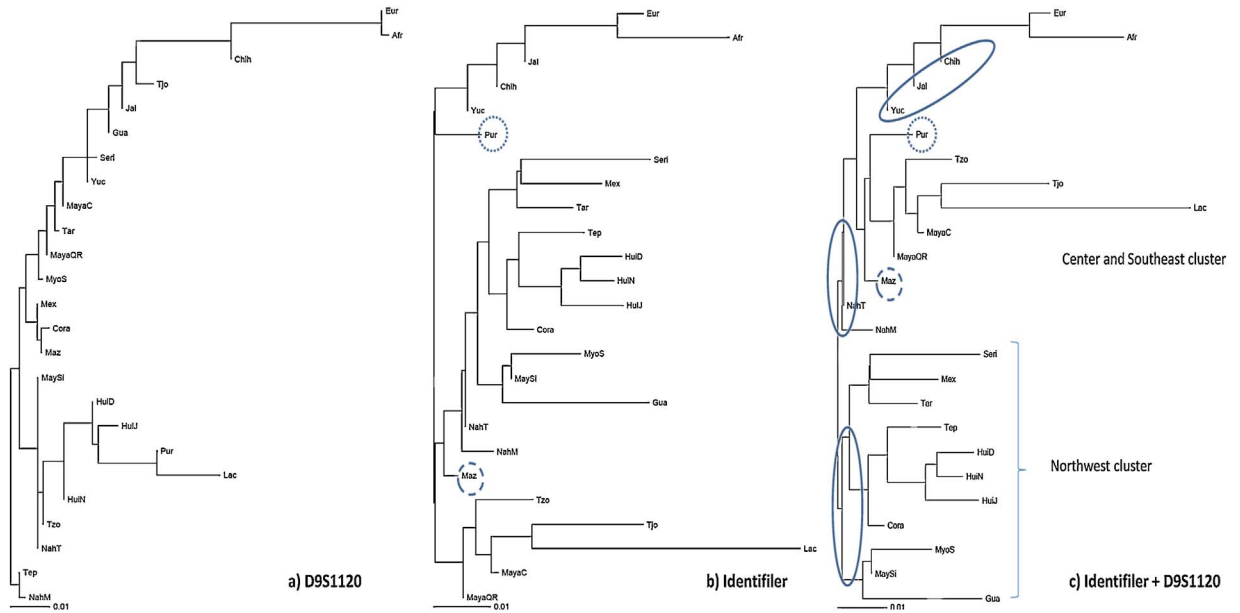 Eur
Afr
Chih
Tjo
Jal
Gua
Seri
Yuc
MayaC
Tar
MayaQR
MyoS
Mex
Cora
Maz
MaySi
HuiD
HuiJ
Pur
Lac
HuiN
Tzo
NahT
Tep
NahM
0.01
a) D9S1120
Eur
Afr
Jal
Chih
Yuc
Pur
Seri
Mex
Tar
Tep
HuiD
HuiN
HuiJ
Cora
MyoS
MaySi
Gua
NahT
NahM
Maz
Tzo
Tjo
Lac
MayaC
MayaQR
0.01
b) Identifiler
Eur
Afr
Chih
Jal
Yuc
Pur
Tzo
Tjo
Lac
MayaC
MayaQR
Center and Southeast cluster
Maz
NahT
NahM
Seri
Mex
Tar
Tep
HuiD
Northwest cluster
HuiN
HuiJ
Cora
MyoS
MaySi
Gua
0.01
c) Identifiler + D9S1120